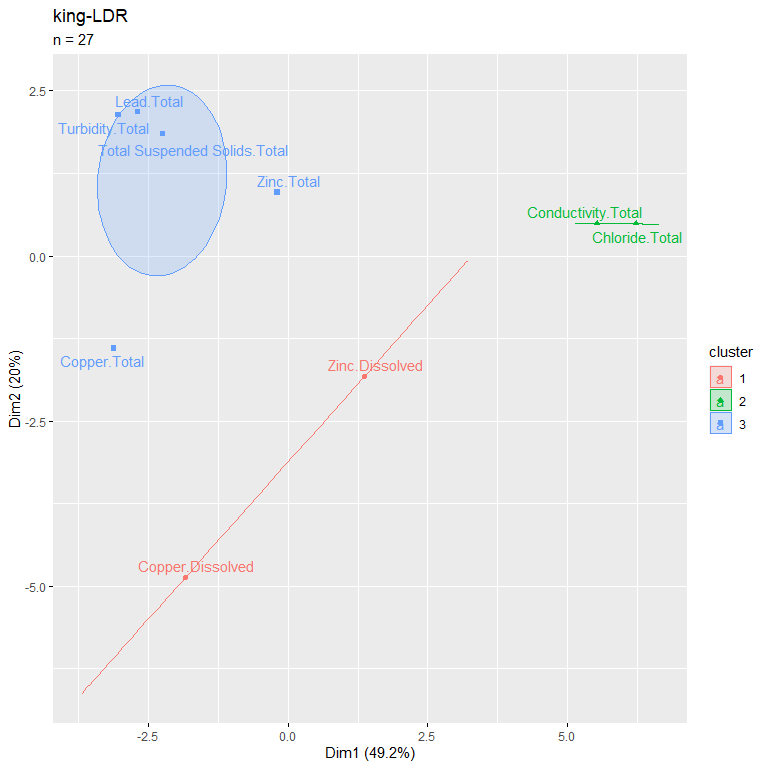 king-LDR
n = 27
2.5
0.0
-2.5
-5.0
Dim2 (20%)
Lead.Total
Turbidity.Total
Total Suspended Solids.Total
Zinc.Total
Conductivity.Total
Chloride.Total
Copper.Total
Zinc.Dissolved
Copper.Dissolved
cluster
a 1
a 2
a 3
-2.5 0.0 2.5 5.0
Dim1 (49.2%)